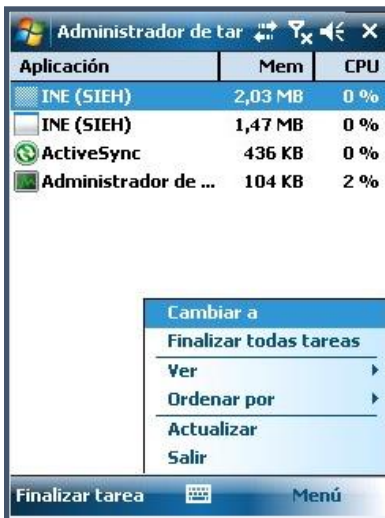 Administrador de tar
Aplicación Mem CPU
INE (SIEH) 2,03 MB 0 %
INE (SIEH) 1,47 MB 0 %
ActiveSync 436 KB 0 %
Administrador de ... 104 KB 2 %
Cambiar a
Finalizar todas tareas
Ver
Ordenar por
Actualizar
Salir
Finalizar tarea Menú